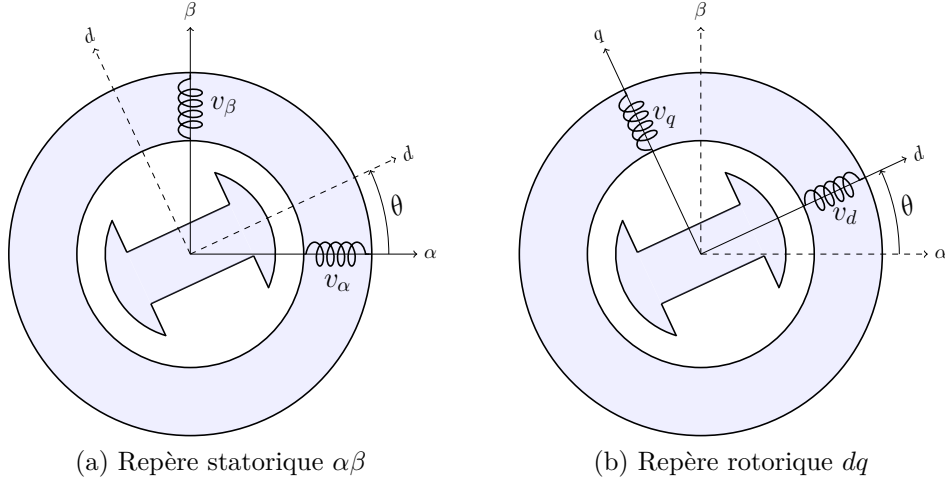 β
d
v_β
d
θ
α
v_α
(a) Repère statorique αβ
β
q
v_q
d
v_d
θ
α
(b) Repère rotorique dq